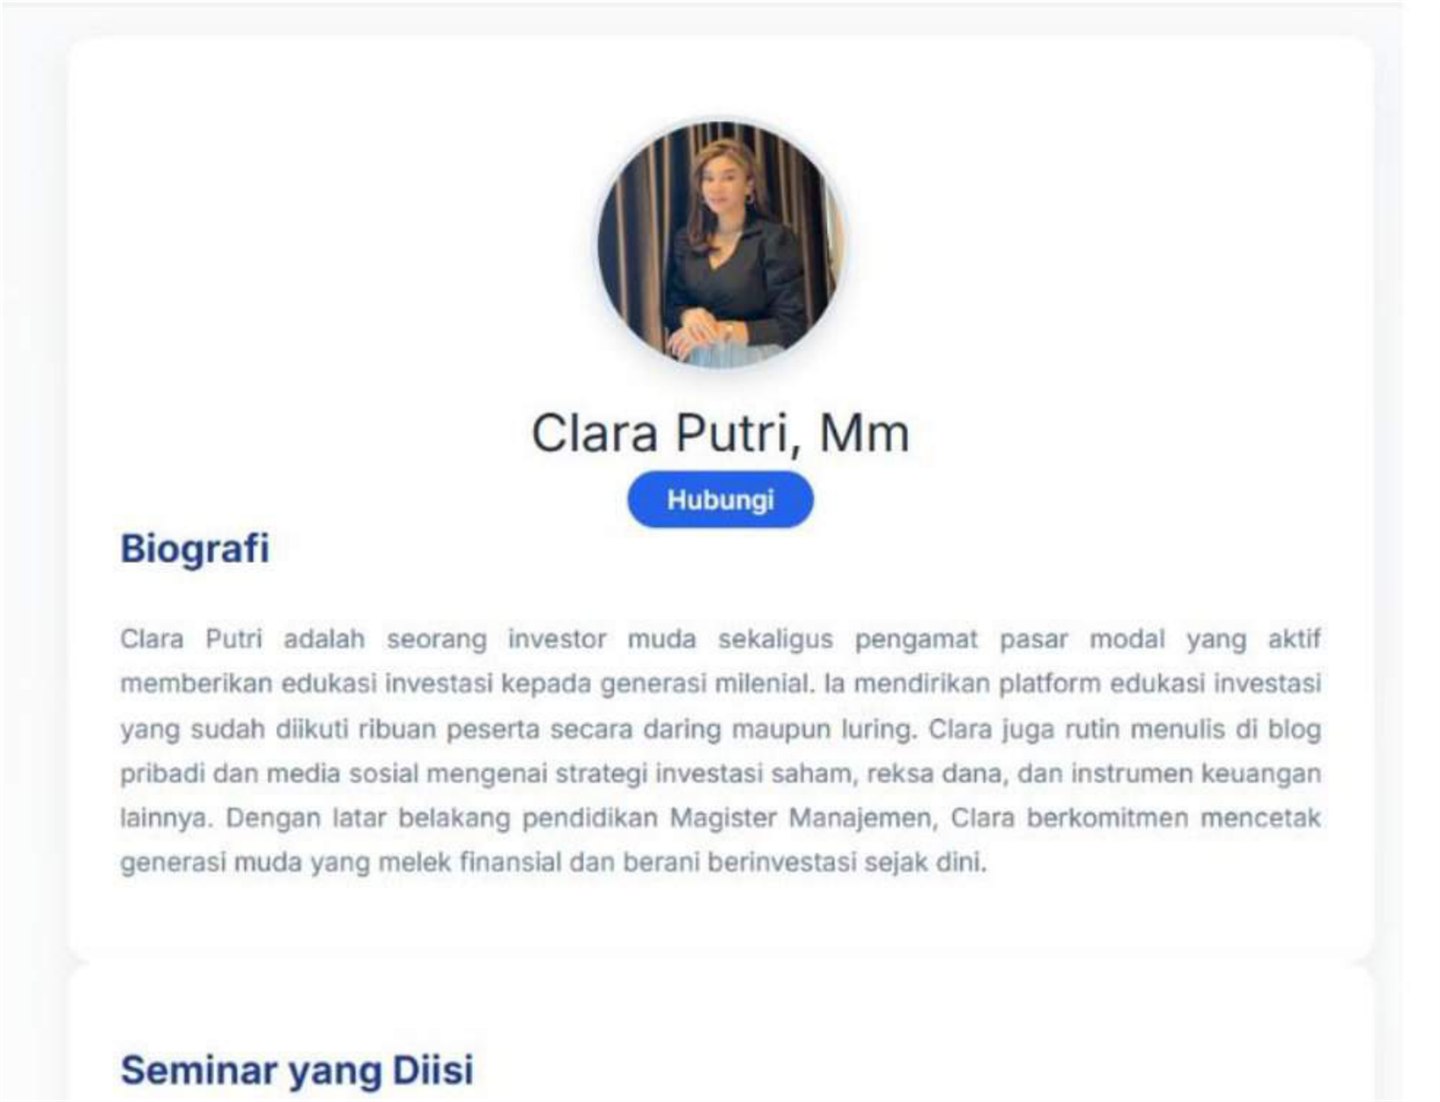 Clara Putri, Mm
Hubungi
Biografi
Clara Putri adalah seorang investor muda sekaligus pengamat pasar modal yang aktif
memberikan edukasi investasi kepada generasi milenial. Ia mendirikan platform edukasi investasi
yang sudah diikuti ribuan peserta secara daring maupun luring. Clara juga rutin menulis di blog
pribadi dan media sosial mengenai strategi investasi saham, reksa dana, dan instrumen keuangan
lainnya. Dengan latar belakang pendidikan Magister Manajemen, Clara berkomitmen mencetak
generasi muda yang melek finansial dan berani berinvestasi sejak dini.
Seminar yang Diisi